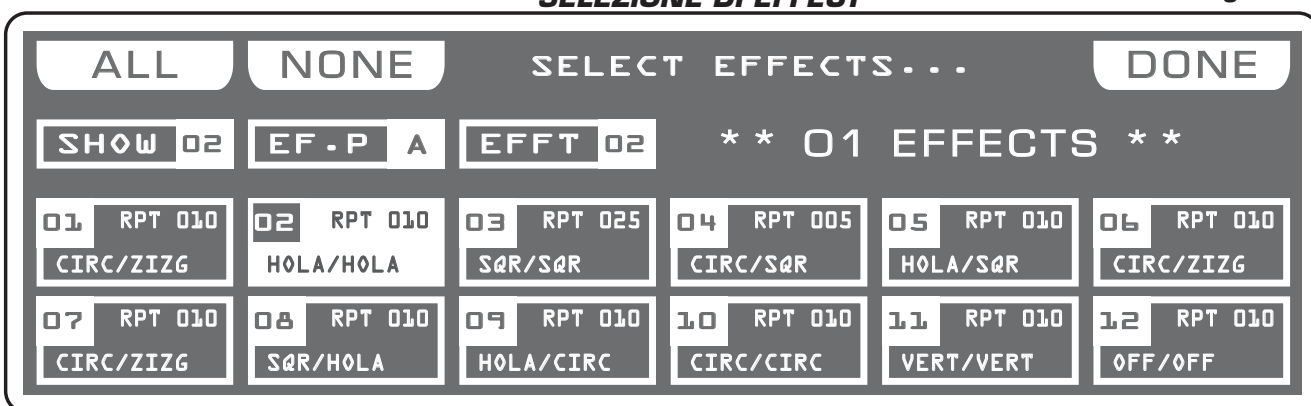 SELEZIONE DI EFFECT
ALL NONE SELECT EFFECTS... DONE
SHOW 02 EF.P A EFFT 02 ** 01 EFFECTS **
01 RPT 010 02 RPT 010 03 RPT 025 04 RPT 005 05 RPT 010 06 RPT 010
CIRC/ZIZG HOLA/HOLA SQR/SQR CIRC/SQR HOLA/SQR CIRC/ZIZG
07 RPT 010 08 RPT 010 09 RPT 010 10 RPT 010 11 RPT 010 12 RPT 010
CIRC/ZIZG SQR/HOLA HOLA/CIRC CIRC/CIRC VERT/VERT OFF/OFF